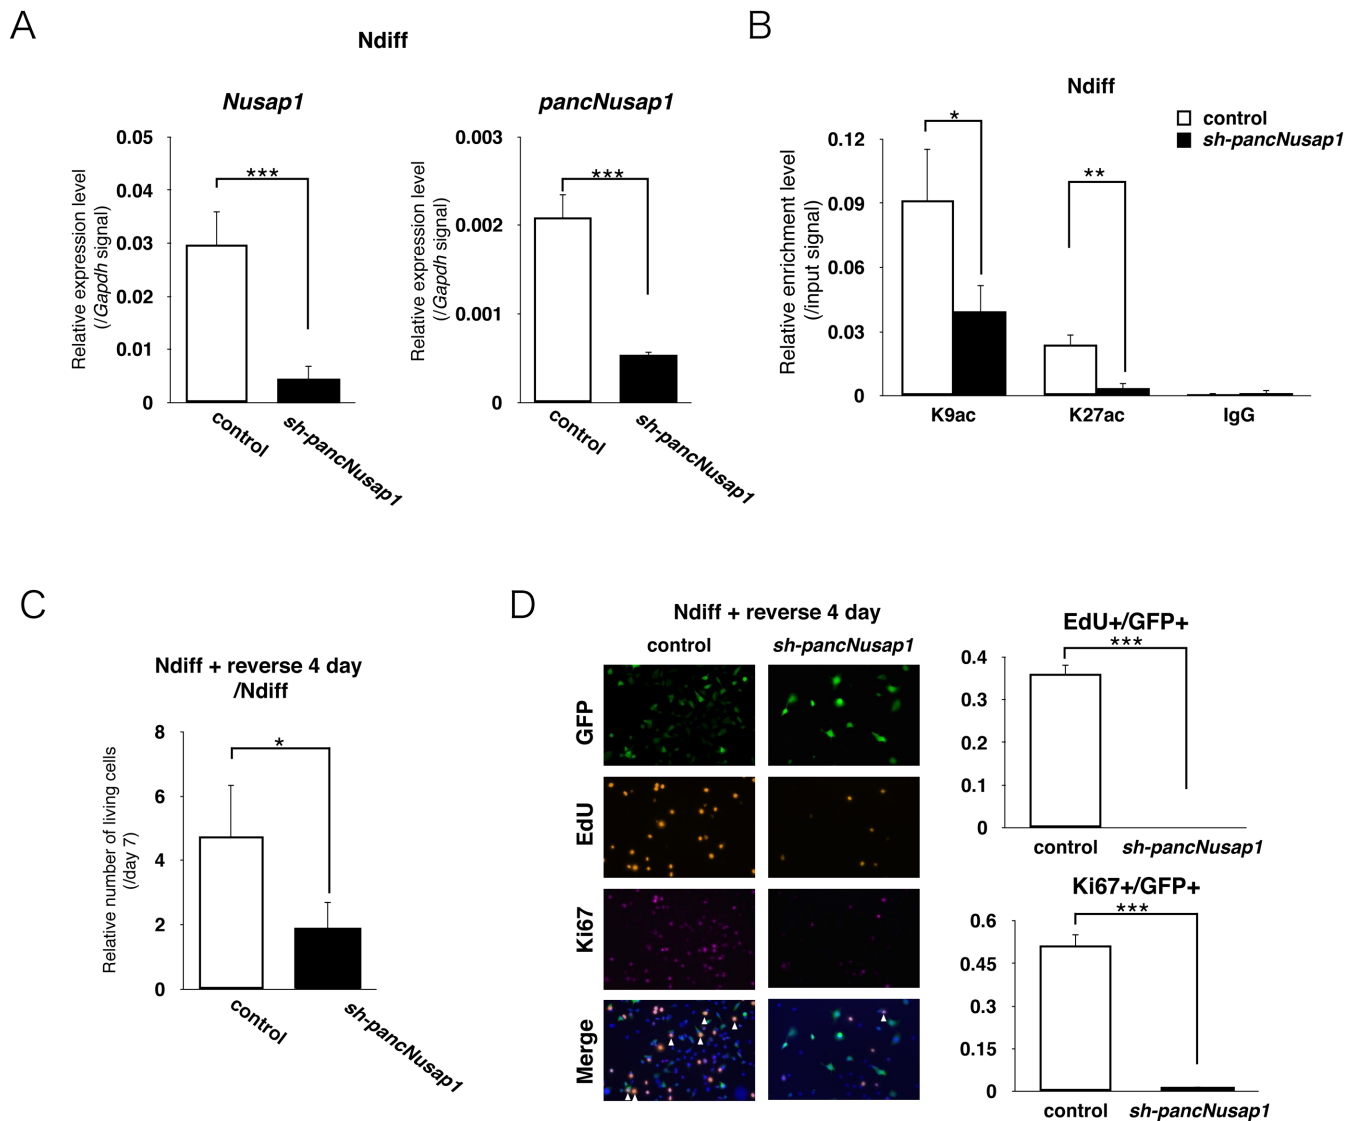 A
Ndiff
Nusap1
Relative expression level
(/Gapdh signal)
0.05
0.04
0.03
0.02
0.01
0
***
control
sh-pancNusap1
pancNusap1
Relative expression level
(/Gapdh signal)
0.003
0.002
0.001
0
***
control
sh-pancNusap1
B
Ndiff
control
sh-pancNusap1
Relative enrichment level
(/input signal)
0.12
0.09
0.06
0.03
0
*
**
K9ac
K27ac
IgG
C
Ndiff + reverse 4 day
/Ndiff
Relative number of living cells
(/day 7)
8
6
4
2
0
*
control
sh-pancNusap1
D
Ndiff + reverse 4 day
control
sh-pancNusap1
GFP
EdU
Ki67
Merge
EdU+/GFP+
***
0.4
0.3
0.2
0.1
0
control
sh-pancNusap1
Ki67+/GFP+
***
0.6
0.45
0.3
0.15
0
control
sh-pancNusap1